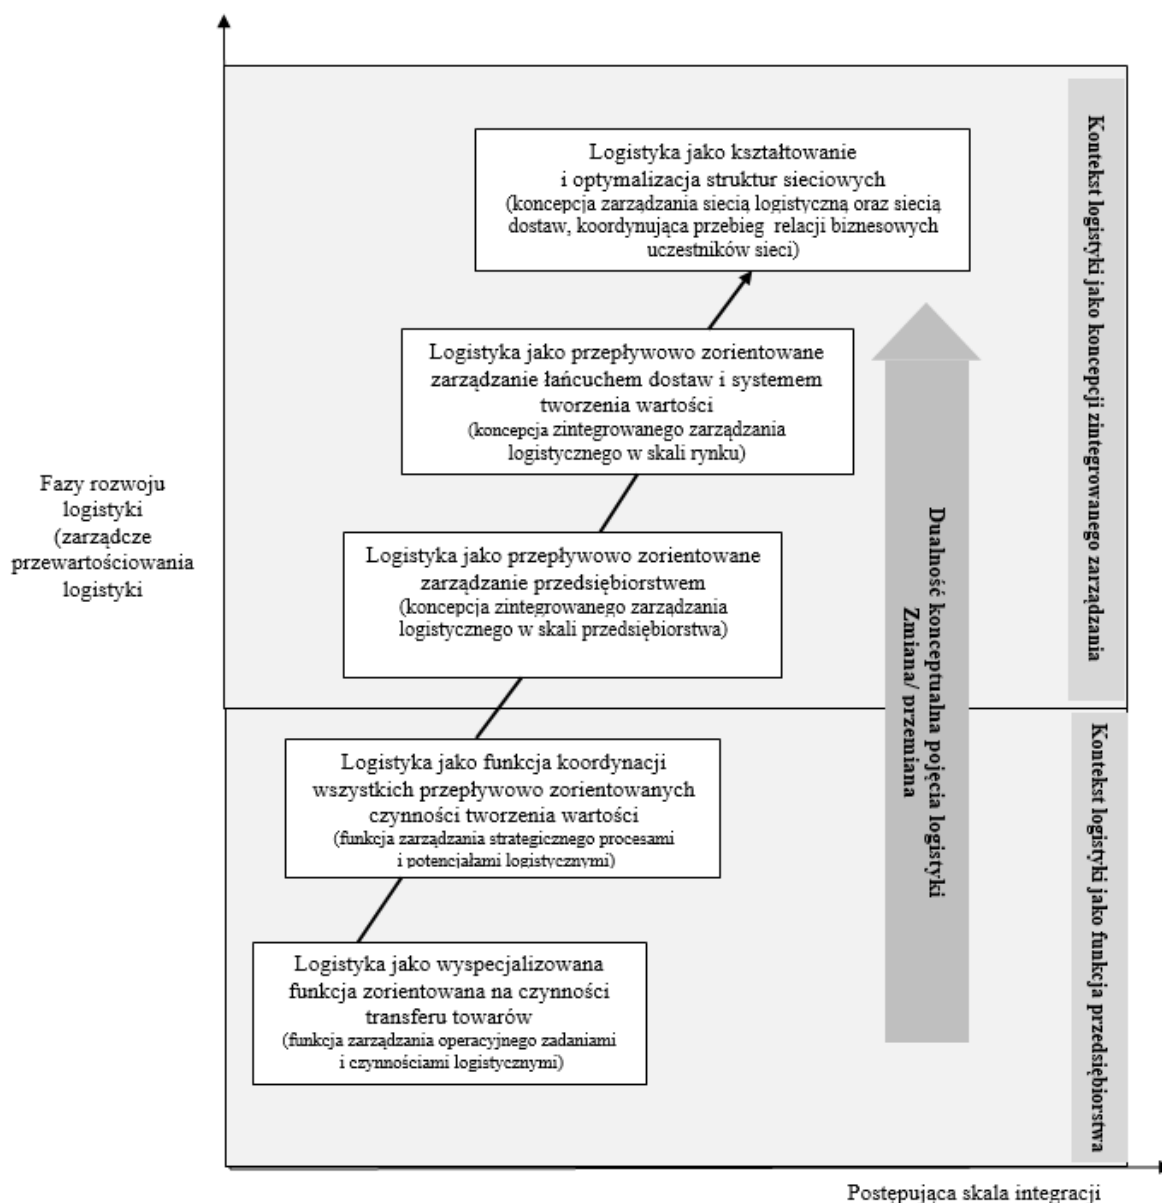 Logistyka jako kształtowanie
i optymalizacja struktur sieciowych
(koncepcja zarządzania siecią logistyczną oraz siecią
dostaw, koordynująca przebieg relacji biznesowych
uczestników sieci)
Kontekst logistyki jako koncepcji zintegrowanego zarządzania
Logistyka jako przepływowo zorientowane
zarządzanie łańcuchem dostaw i systemem
tworzenia wartości
(koncepcja zintegrowanego zarządzania
logistycznego w skali rynku)
Fazy rozwoju
logistyki
(zarządcze
przewartościowania
logistyki
Logistyka jako przepływowo zorientowane
zarządzanie przedsiębiorstwem
(koncepcja zintegrowanego zarządzania
logistycznego w skali przedsiębiorstwa)
Dualność konceptualna pojęcia logistyki
Zmiana/ przemiana
Logistyka jako funkcja koordynacji
wszystkich przepływowo zorientowanych
czynności tworzenia wartości
(funkcja zarządzania strategicznego procesami
i potencjałami logistycznymi)
Kontekst logistyki jako funkcja przedsiębiorstwa
Logistyka jako wyspecjalizowana
funkcja zorientowana na czynności
transferu towarów
(funkcja zarządzania operacyjnego zadaniami
i czynnościami logistycznymi)
Postępująca skala integracji